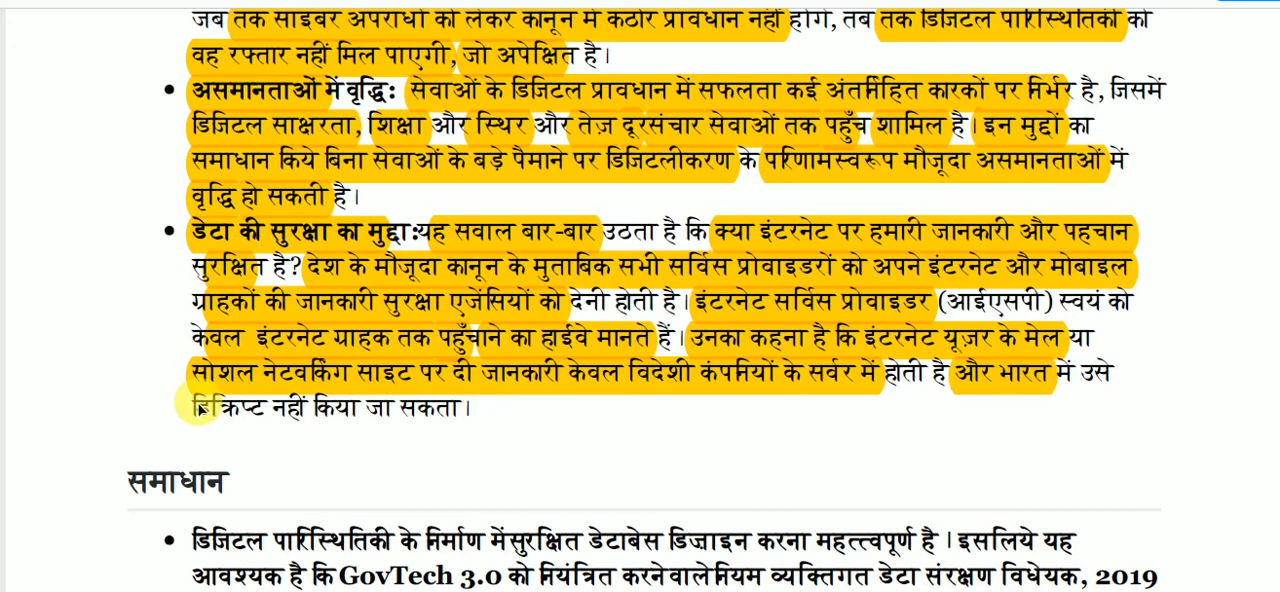 जब तक साइबर अपराधों को लेकर कानून में कठोर प्रावधान नहीं होंगे, तब तक डिजिटल पारिस्थितिकी को
वह रफ्तार नहीं मिल पाएगी, जो अपेक्षित है।
• असमानताओं में वृद्धि: सेवाओं के डिजिटल प्रावधान में सफलता कई अंतर्निहित कारकों पर निर्भर है, जिसमें
डिजिटल साक्षरता, शिक्षा और स्थिर और तेज़ दूरसंचार सेवाओं तक पहुँच शामिल है। इन मुद्दों का
समाधान किये बिना सेवाओं के बड़े पैमाने पर डिजिटलीकरण के परिणामस्वरूप मौजूदा असमानताओं में
वृद्धि हो सकती है।
• डेटा की सुरक्षा का मुद्दा:यह सवाल बार-बार उठता है कि क्या इंटरनेट पर हमारी जानकारी और पहचान
सुरक्षित है? देश के मौजूदा कानून के मुताबिक सभी सर्विस प्रोवाइडरों को अपने इंटरनेट और मोबाइल
ग्राहकों की जानकारी सुरक्षा एजेंसियों को देनी होती है। इंटरनेट सर्विस प्रोवाइडर (आईएसपी) स्वयं को
केवल इंटरनेट ग्राहक तक पहुँचाने का हाईवे मानते हैं। उनका कहना है कि इंटरनेट यूज़र के मेल या
सोशल नेटवर्किंग साइट पर दी जानकारी केवल विदेशी कंपनियों के सर्वर में होती है और भारत में उसे
डिक्रिप्ट नहीं किया जा सकता।
समाधान
• डिजिटल पारिस्थितिकी के निर्माण में सुरक्षित डेटाबेस डिज़ाइन करना महत्त्वपूर्ण है। इसलिये यह
आवश्यक है कि GovTech 3.0 को नियंत्रित करने वाले नियम व्यक्तिगत डेटा संरक्षण विधेयक, 2019